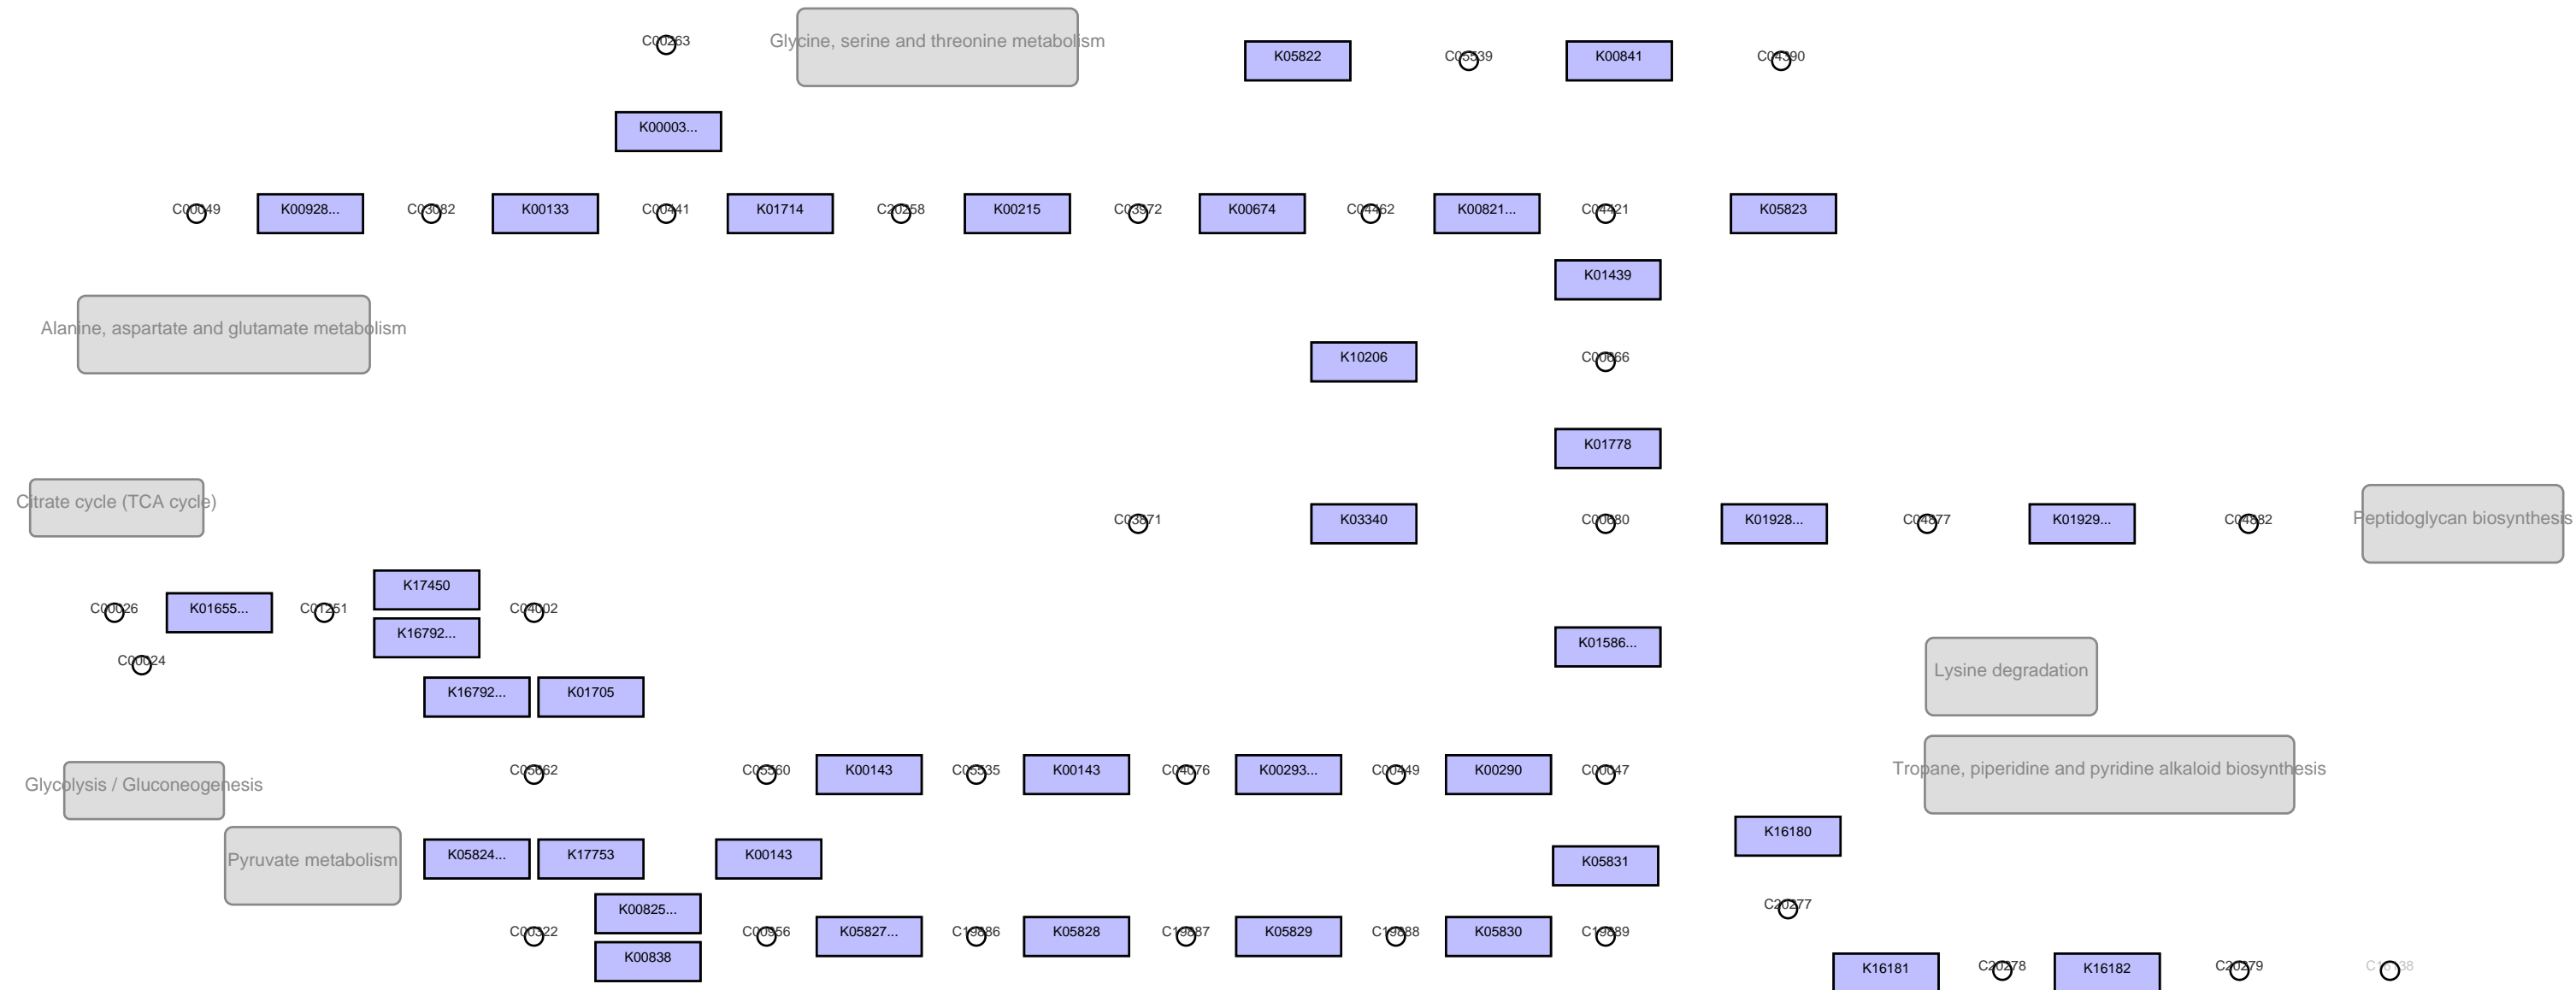 C00263
Glycine, serine and threonine metabolism
K05822
C05539
K00841
C04390
K00003...
C00049
K00928...
C03082
K00133
C00441
K01714
C20258
K00215
C03972
K00674
C04462
K00821...
C04421
K05823
K01439
Alanine, aspartate and glutamate metabolism
K10206
C00666
K01778
Citrate cycle (TCA cycle)
C03871
K03340
C00680
K01928...
C04877
K01929...
C04882
Peptidoglycan biosynthesis
K17450
C00026
K01655...
C01251
C04002
K16792...
K01586...
C00024
Lysine degradation
K16792...
K01705
Glycolysis / Gluconeogenesis
C05662
C05560
K00143
C05535
K00143
C04076
K00293...
C00449
K00290
C00047
Tropane, piperidine and pyridine alkaloid biosynthesis
K16180
Pyruvate metabolism
K05824...
K17753
K00143
K05831
K00825...
C20277
C00322
C00956
K05827...
C19886
K05828
C19887
K05829
C19888
K05830
C19889
K00838
K16181
C20278
K16182
C20279